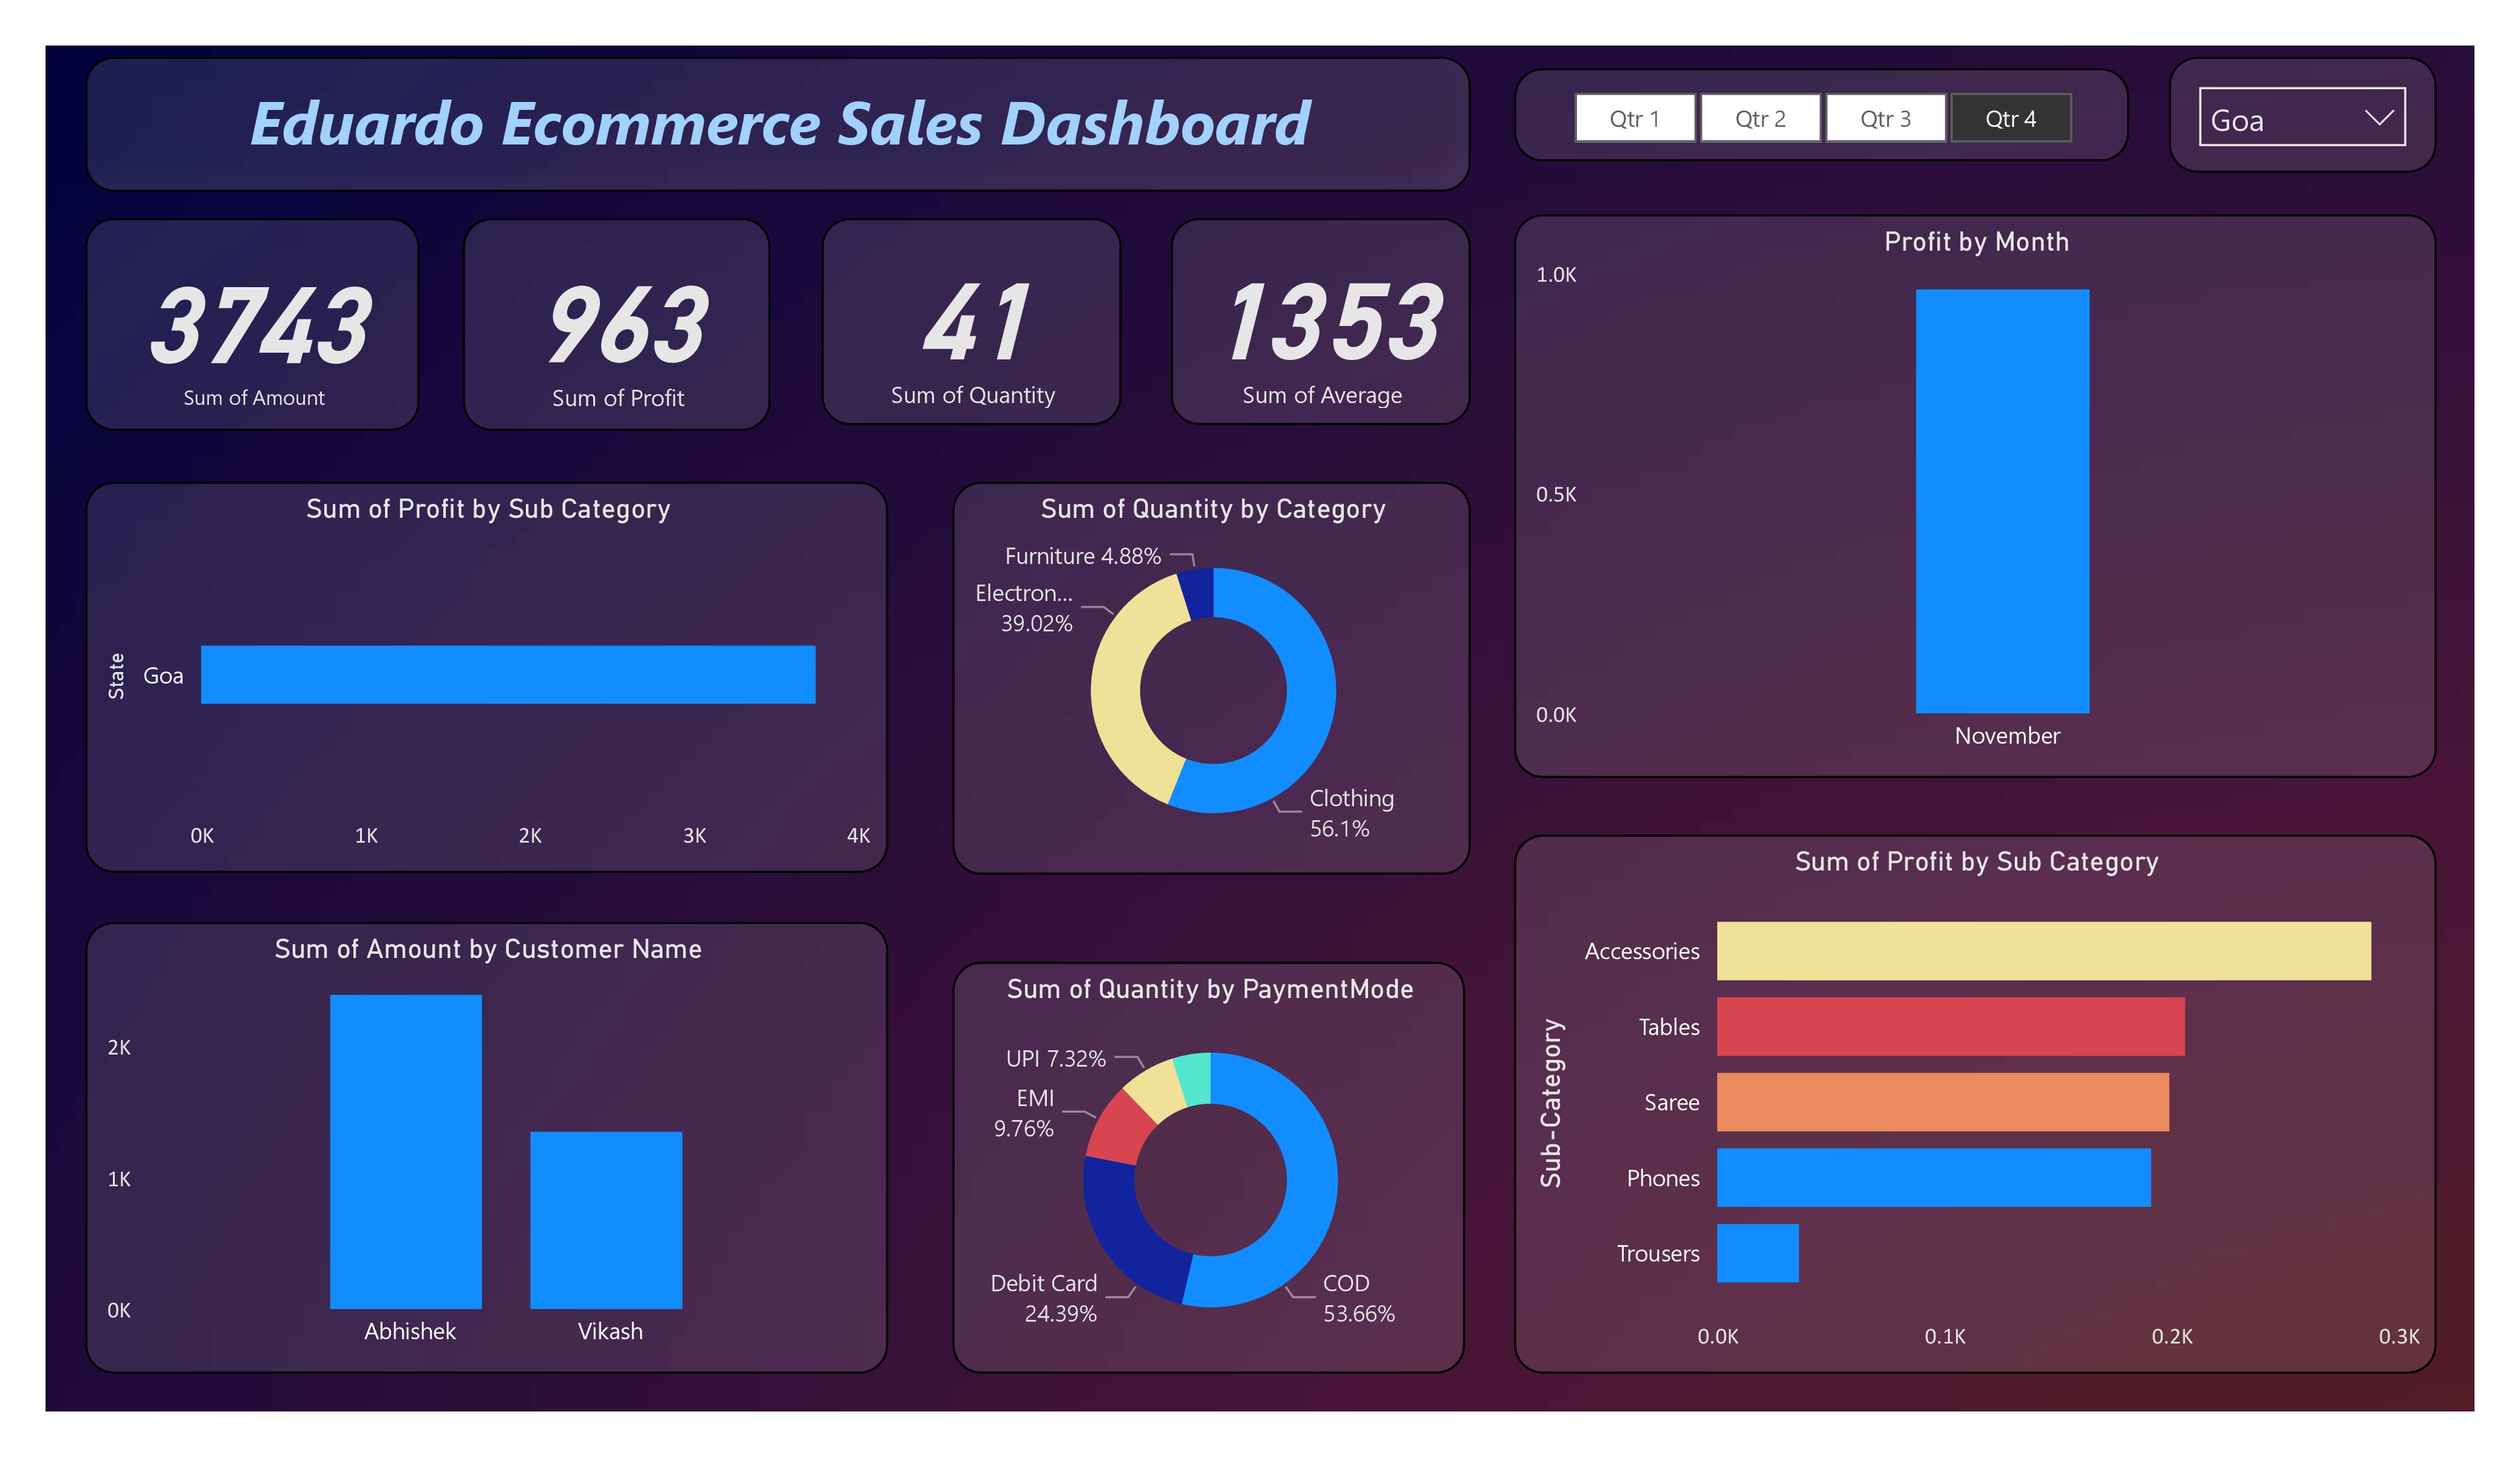 Eduardo Ecommerce Sales Dashboard
Qtr 1
Qtr 2
Qtr 3
Qtr 4
Goa
3743
Sum of Amount
963
Sum of Profit
41
Sum of Quantity
1353
Sum of Average
Profit by Month
1.0K
0.5K
0.0K
November
Sum of Profit by Sub Category
State
Goa
0K
1K
2K
3K
4K
Sum of Quantity by Category
Furniture 4.88%
Electron...
39.02%
Clothing
56.1%
Sum of Amount by Customer Name
2K
1K
0K
Abhishek
Vikash
Sum of Quantity by PaymentMode
UPI 7.32%
EMI
9.76%
Debit Card
24.39%
COD
53.66%
Sum of Profit by Sub Category
Sub-Category
Accessories
Tables
Saree
Phones
Trousers
0.0K
0.1K
0.2K
0.3K